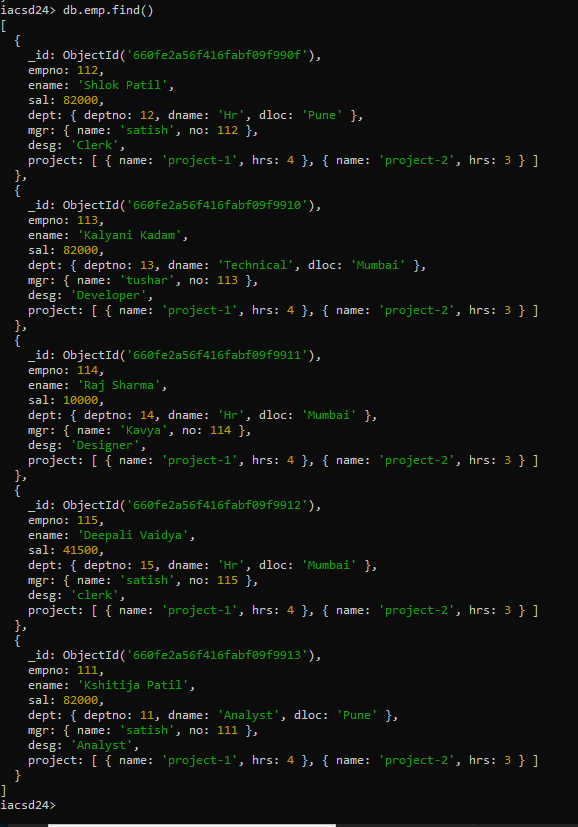 iacsd24> db.emp.find()
[
  {
    _id: ObjectId('660fe2a56f416fabf09f990f'),
    empno: 112,
    ename: 'Shlok Patil',
    sal: 82000,
    dept: { deptno: 12, dname: 'Hr', dloc: 'Pune' },
    mgr: { name: 'satish', no: 112 },
    desg: 'Clerk',
    project: [ { name: 'project-1', hrs: 4 }, { name: 'project-2', hrs: 3 } ]
  },
  {
    _id: ObjectId('660fe2a56f416fabf09f9910'),
    empno: 113,
    ename: 'Kalyani Kadam',
    sal: 82000,
    dept: { deptno: 13, dname: 'Technical', dloc: 'Mumbai' },
    mgr: { name: 'tushar', no: 113 },
    desg: 'Developer',
    project: [ { name: 'project-1', hrs: 4 }, { name: 'project-2', hrs: 3 } ]
  },
  {
    _id: ObjectId('660fe2a56f416fabf09f9911'),
    empno: 114,
    ename: 'Raj Sharma',
    sal: 10000,
    dept: { deptno: 14, dname: 'Hr', dloc: 'Mumbai' },
    mgr: { name: 'Kavya', no: 114 },
    desg: 'Designer',
    project: [ { name: 'project-1', hrs: 4 }, { name: 'project-2', hrs: 3 } ]
  },
  {
    _id: ObjectId('660fe2a56f416fabf09f9912'),
    empno: 115,
    ename: 'Deepali Vaidya',
    sal: 41500,
    dept: { deptno: 15, dname: 'Hr', dloc: 'Mumbai' },
    mgr: { name: 'satish', no: 115 },
    desg: 'clerk',
    project: [ { name: 'project-1', hrs: 4 }, { name: 'project-2', hrs: 3 } ]
  },
  {
    _id: ObjectId('660fe2a56f416fabf09f9913'),
    empno: 111,
    ename: 'Kshitija Patil',
    sal: 82000,
    dept: { deptno: 11, dname: 'Analyst', dloc: 'Pune' },
    mgr: { name: 'satish', no: 111 },
    desg: 'Analyst',
    project: [ { name: 'project-1', hrs: 4 }, { name: 'project-2', hrs: 3 } ]
  }
]
iacsd24>